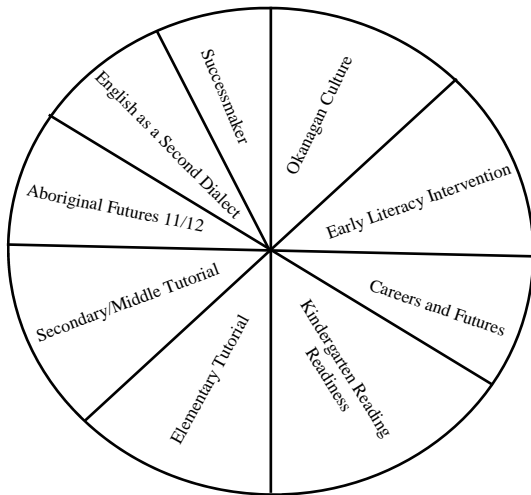 Successmaker
Okanagan Culture
English as a Second Dialect
Early Literacy Intervention
Aboriginal Futures 11/12
Careers and Futures
Secondary/Middle Tutorial
Kindergarten Reading
Readiness
Elementary Tutorial